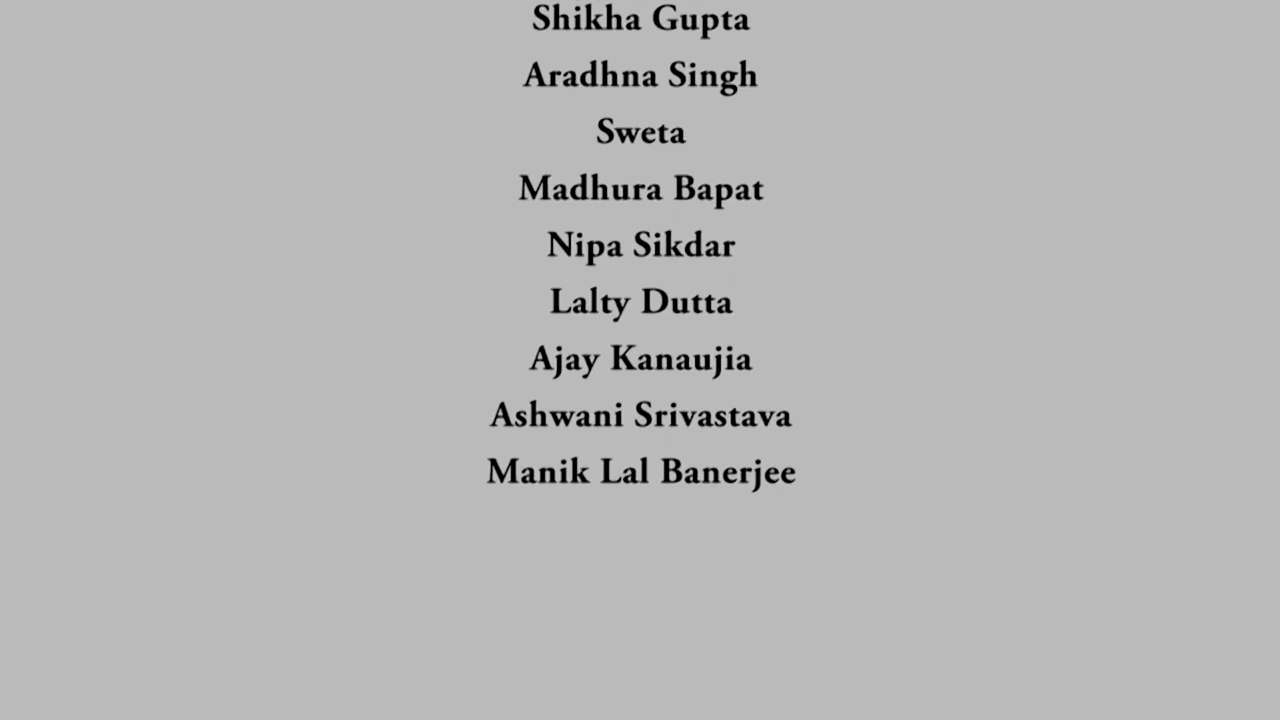 Shikha Gupta
Aradhna Singh
Sweta
Madhura Bapat
Nipa Sikdar
Lalty Dutta
Ajay Kanaujia
Ashwani Srivastava
Manik Lal Banerjee